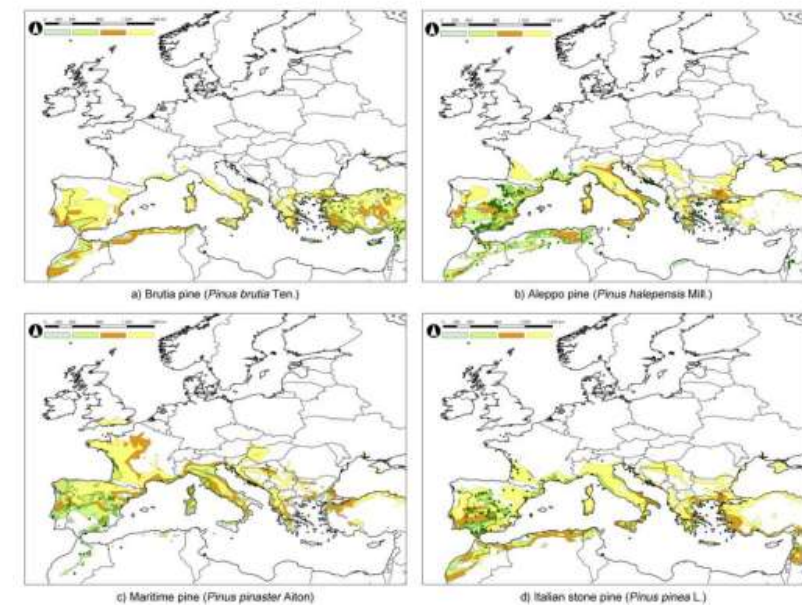 a) Brutia pine (Pinus brutia Ten.)
b) Aleppo pine (Pinus halepensis Mill.)
c) Maritime pine (Pinus pinaster Aiton)
d) Italian stone pine (Pinus pinea L.)